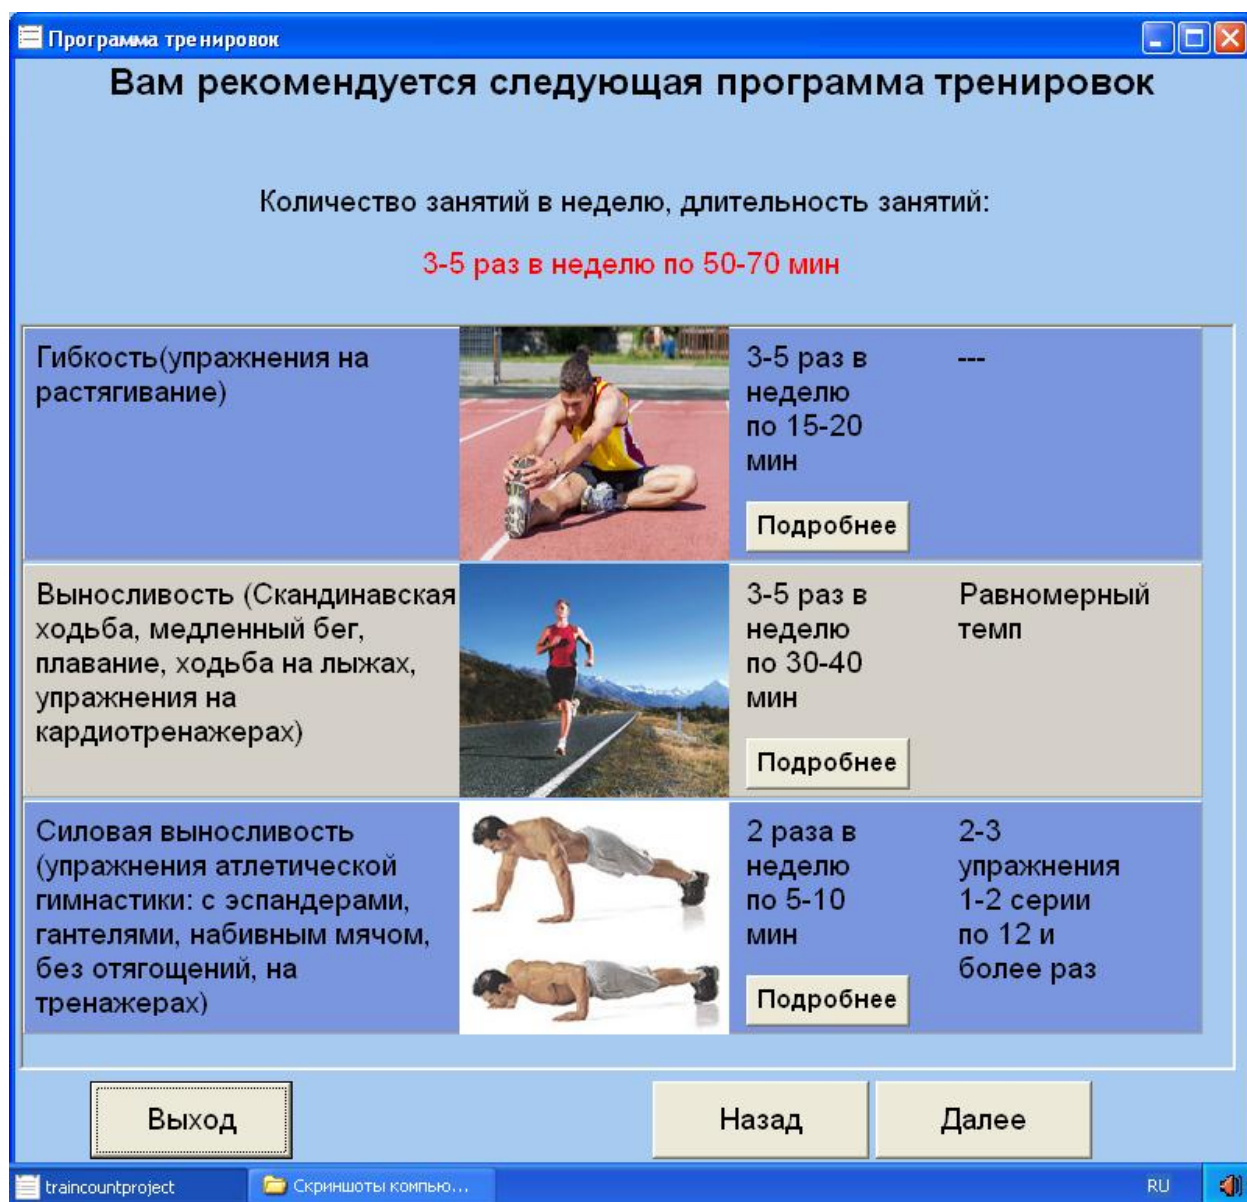 Программа тренировок
Вам рекомендуется следующая программа тренировок
Количество занятий в неделю, длительность занятий:
3-5 раз в неделю по 50-70 мин
Гибкость(упражнения на
растягивание)
3-5 раз в
неделю
по 15-20
мин
---
Подробнее
Выносливость (Скандинавская
ходьба, медленный бег,
плавание, ходьба на лыжах,
упражнения на
кардиотренажерах)
3-5 раз в
неделю
по 30-40
мин
Равномерный
темп
Подробнее
Силовая выносливость
(упражнения атлетической
гимнастики: с эспандерами,
гантелями, набивным мячом,
без отягощений, на
тренажерах)
2 раза в
неделю
по 5-10
мин
2-3
упражнения
1-2 серии
по 12 и
более раз
Подробнее
Выход
Назад
Далее
traincountproject
Скриншоты компью...
RU